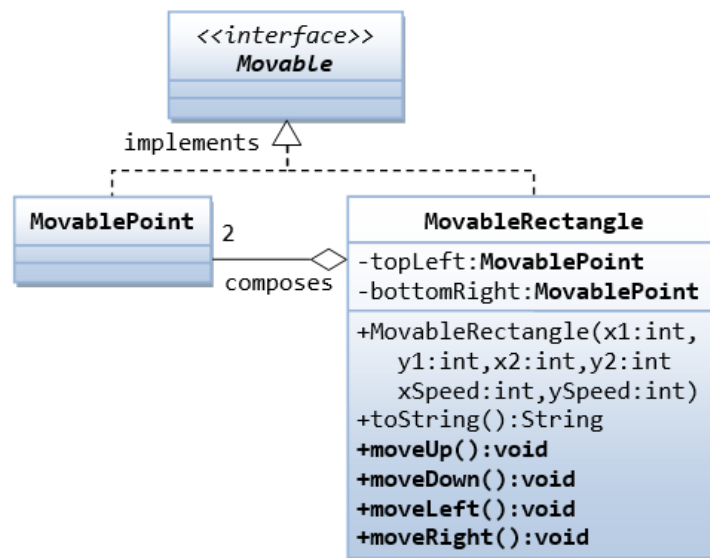 <<interface>>
Movable
implements
MovablePoint
2
composes
MovableRectangle
-topLeft:MovablePoint
-bottomRight:MovablePoint
+MovableRectangle(x1:int,
y1:int,x2:int,y2:int
xSpeed:int,ySpeed:int)
+toString():String
+moveUp():void
+moveDown():void
+moveLeft():void
+moveRight():void